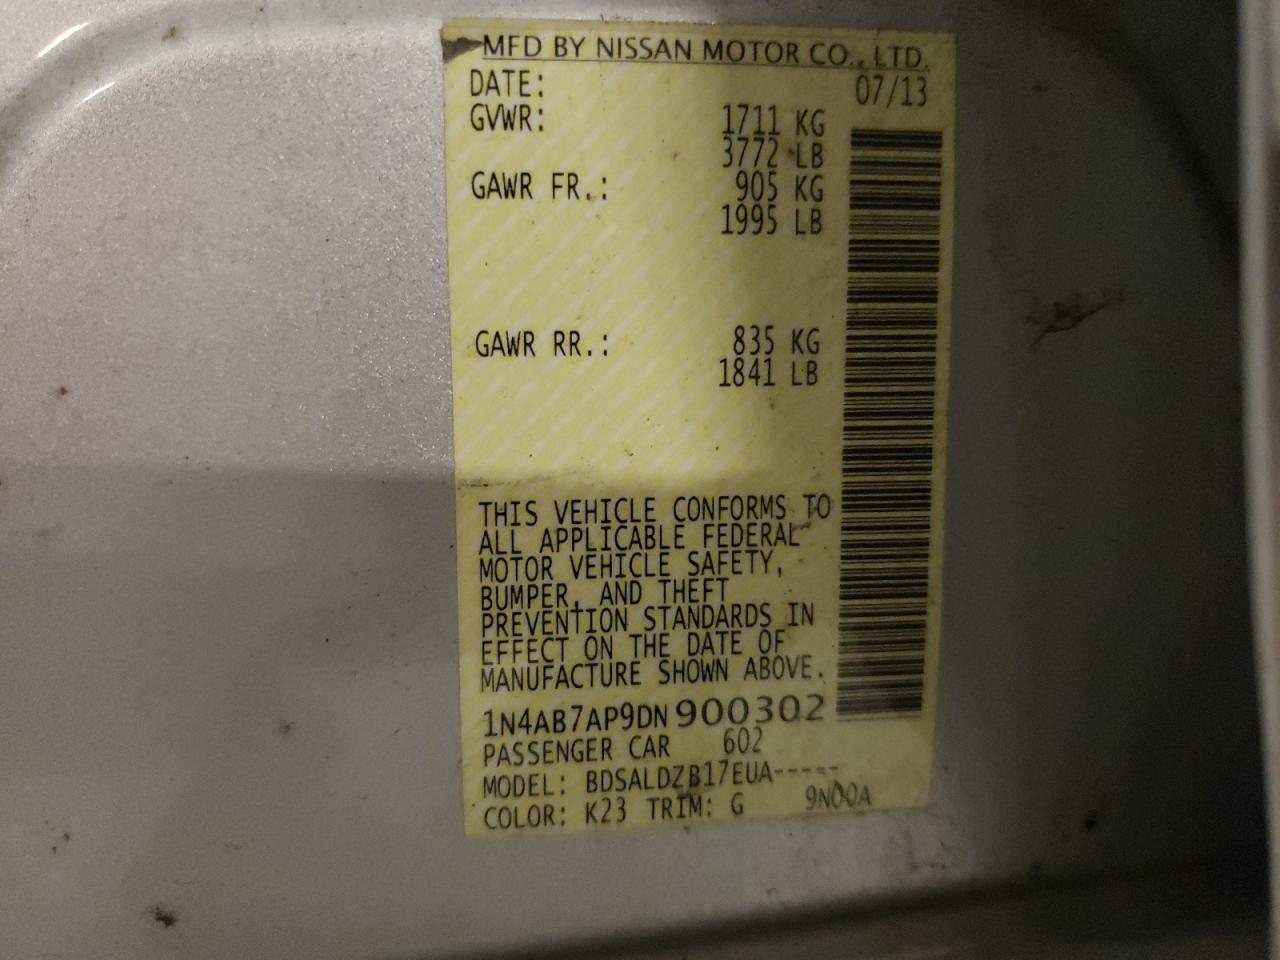 MFD BY NISSAN MOTOR CO., LTD.
DATE: 07/13
GVWR: 1711 KG
3772 LB
GAWR FR.: 905 KG
1995 LB
GAWR RR.: 835 KG
1841 LB
THIS VEHICLE CONFORMS TO
ALL APPLICABLE FEDERAL
MOTOR VEHICLE SAFETY,
BUMPER, AND THEFT
PREVENTION STANDARDS IN
EFFECT ON THE DATE OF
MANUFACTURE SHOWN ABOVE.
1N4AB7AP9DN900302
PASSENGER CAR 602
MODEL: BDSALDZB17EUA-----
COLOR: K23 TRIM: G 9N00A